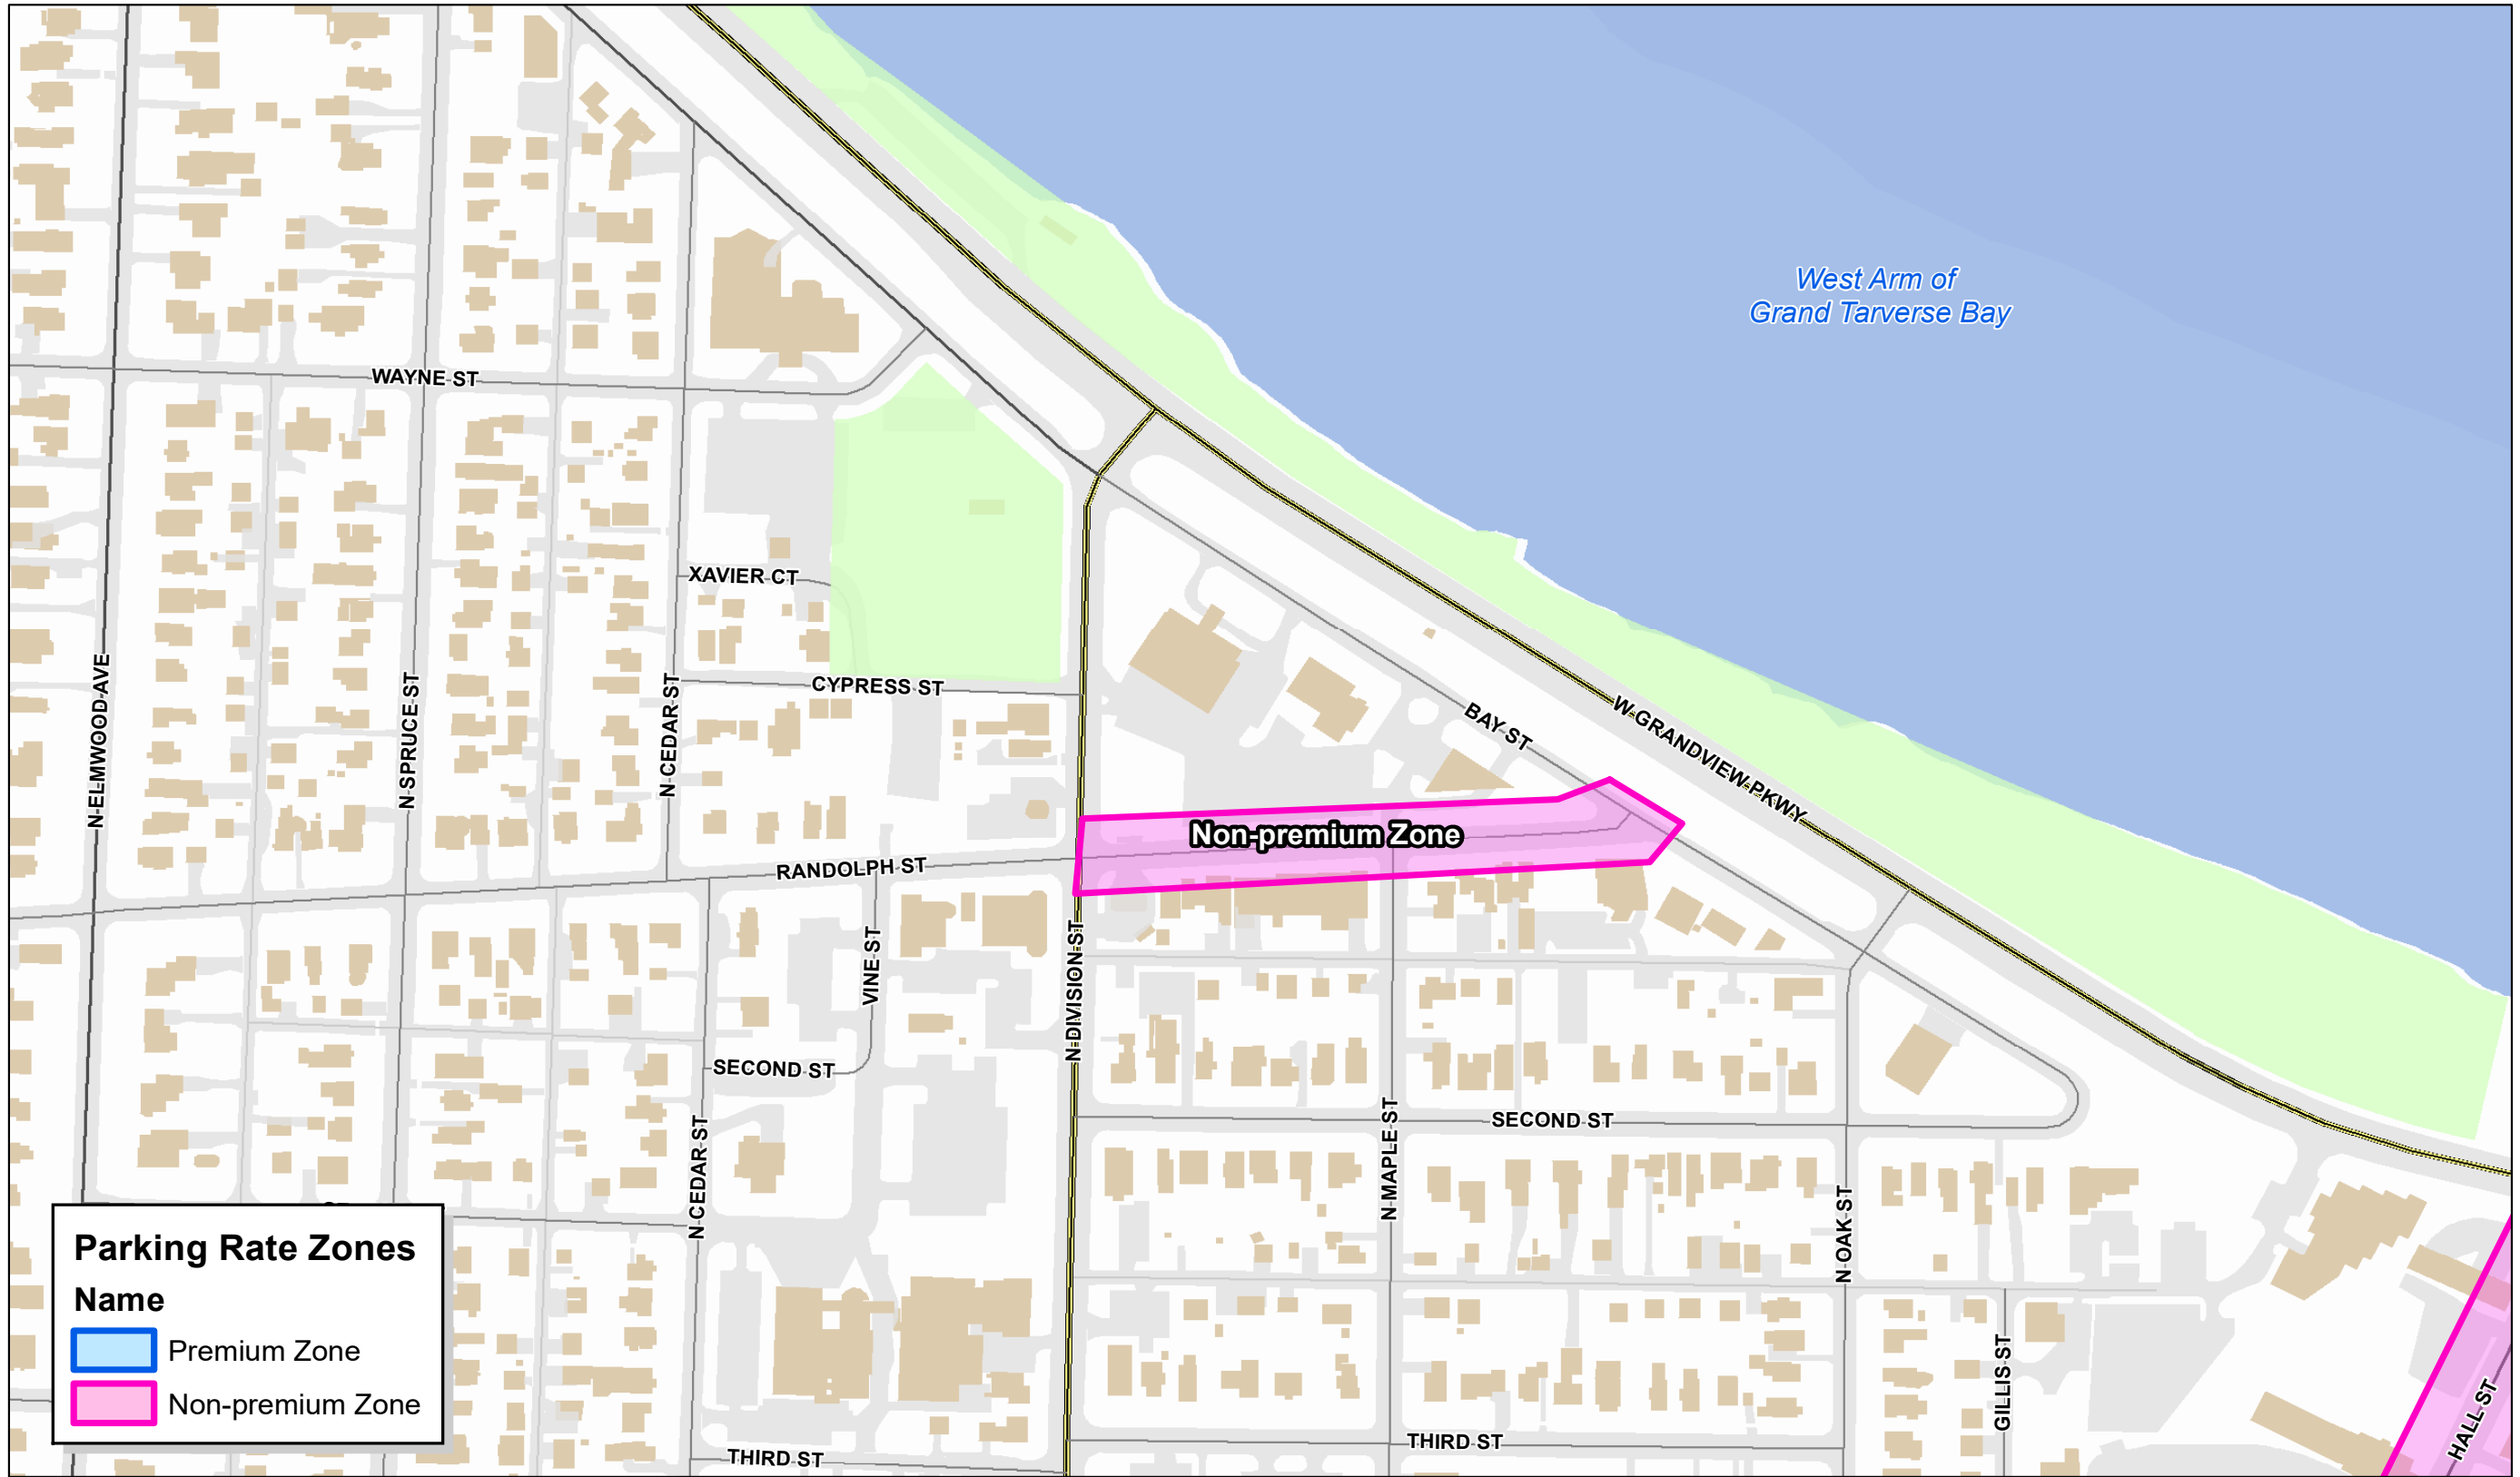 West Arm of
Grand Tarverse Bay
WAYNE ST
XAVIER CT
CYPRESS ST
N ELMWOOD AVE
N SPRUCE ST
N CEDAR ST
BAY ST
W GRANDVIEW PKWY
Non-premium Zone
RANDOLPH ST
VINE ST
N DIVISION ST
SECOND ST
SECOND ST
N CEDAR ST
N MAPLE ST
N OAK ST
GILLIS ST
HALL ST
THIRD ST
THIRD ST
Parking Rate Zones
Name
Premium Zone
Non-premium Zone